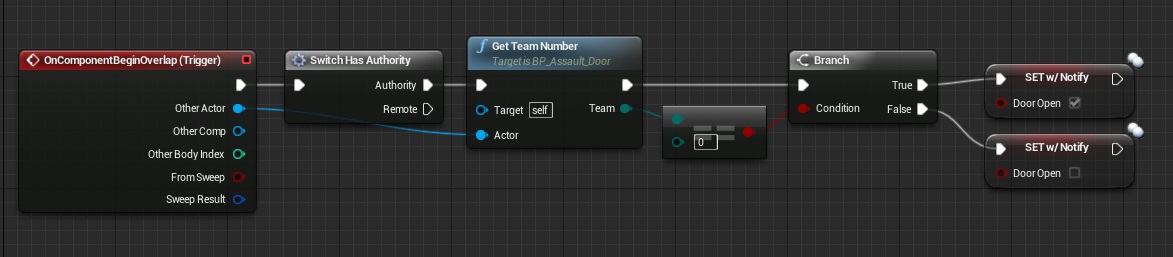 OnComponentBeginOverlap (Trigger)
Other Actor
Other Comp
Other Body Index
From Sweep
Sweep Result
Switch Has Authority
Authority
Remote
f Get Team Number
Target is BP_Assault_Door
Target self
Team
Actor
==
0
Branch
True
Condition
False
SET w/ Notify
Door Open
SET w/ Notify
Door Open